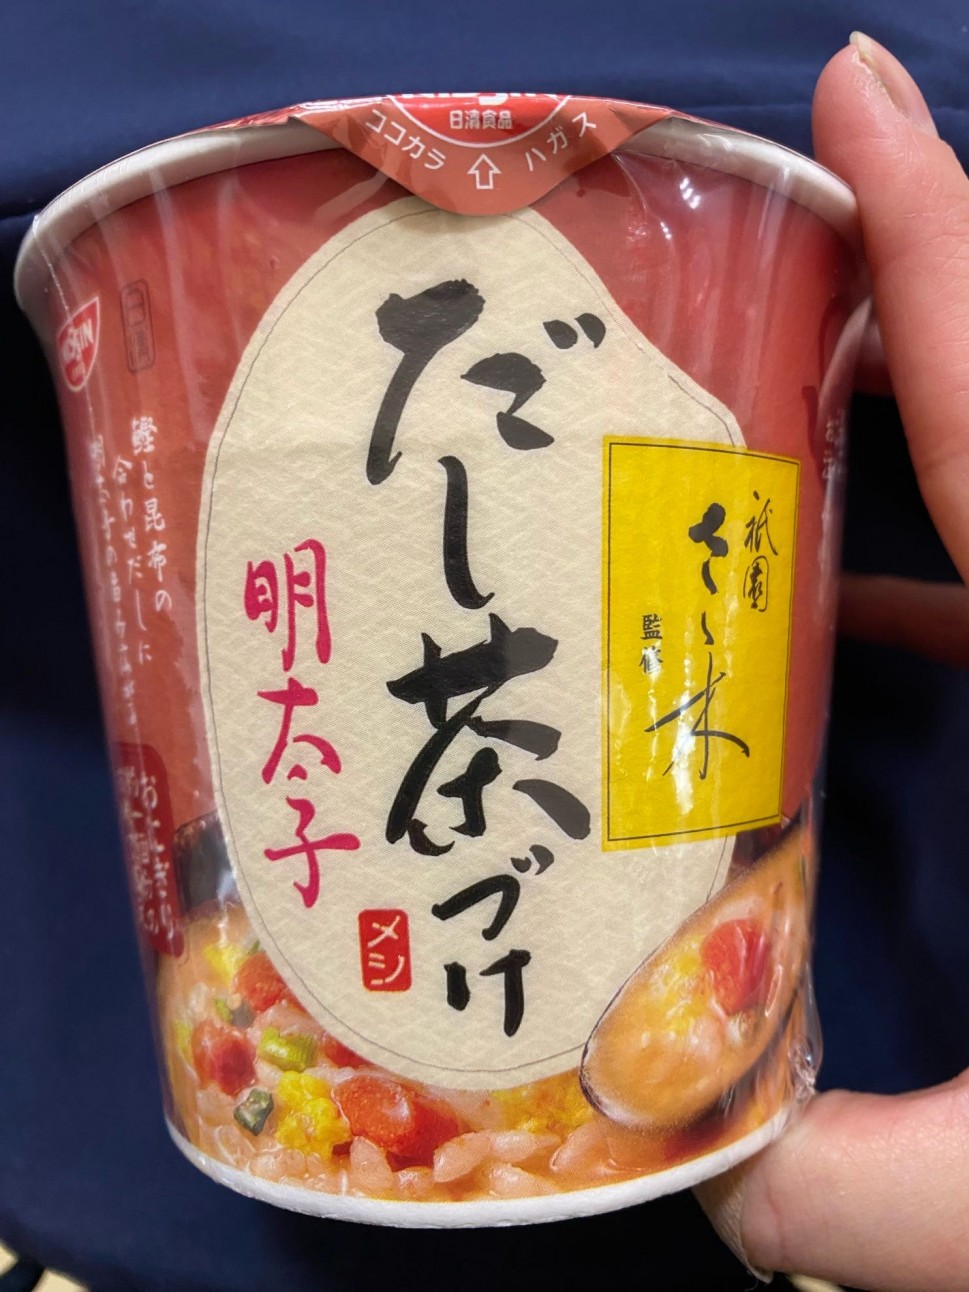 日清食品
ココカラ
ハガス
NISSIN
日清
鰹と昆布の
合わせだしに
だし茶づけ
明太子
メシ
祇園
さゝ木
監修